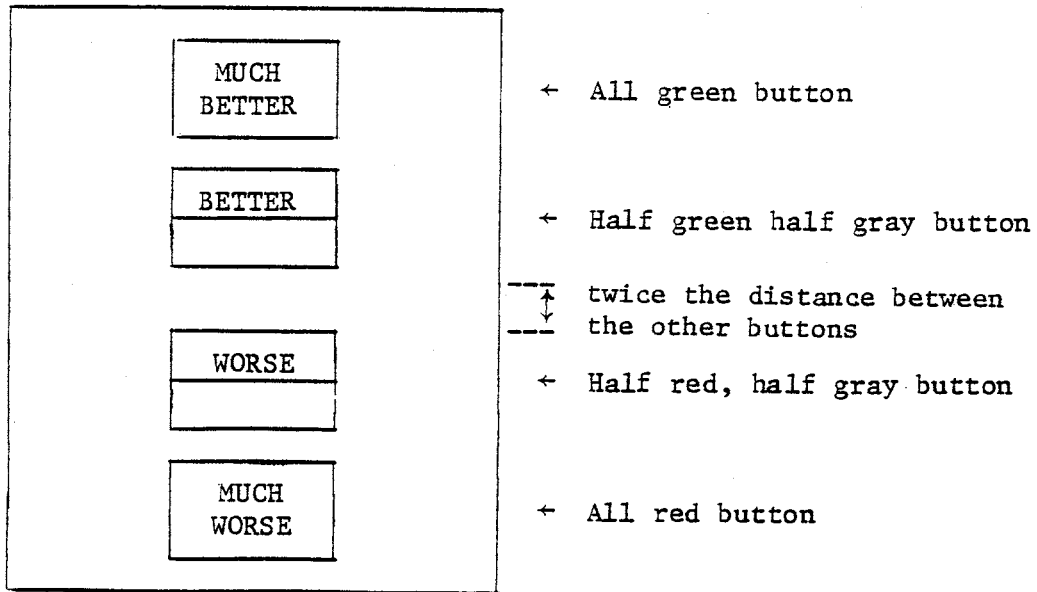 MUCH
BETTER
← All green button
BETTER
← Half green half gray button
twice the distance between
the other buttons
WORSE
← Half red, half gray button
MUCH
WORSE
← All red button